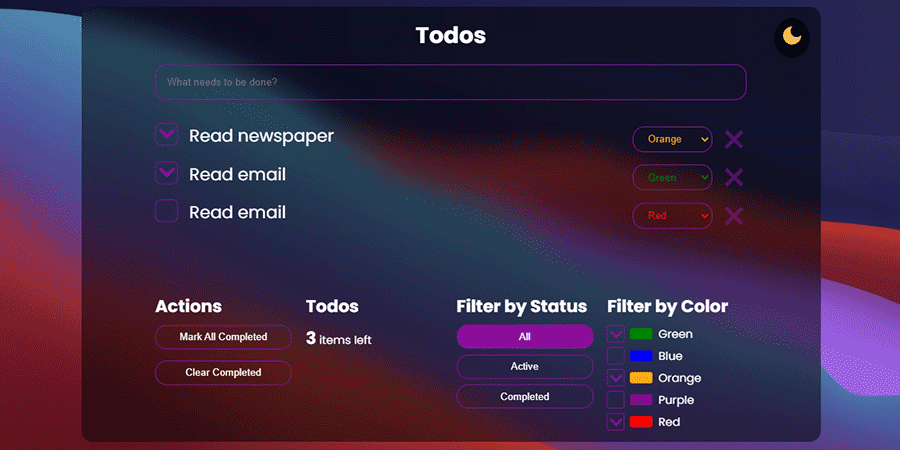 Todos
What needs to be done?
Read newspaper Orange
Read email Green
Read email Red
Actions Todos Filter by Status Filter by Color
Mark All Completed 3 items left All Green
Blue
Clear Completed Active Orange
Completed Purple
Red